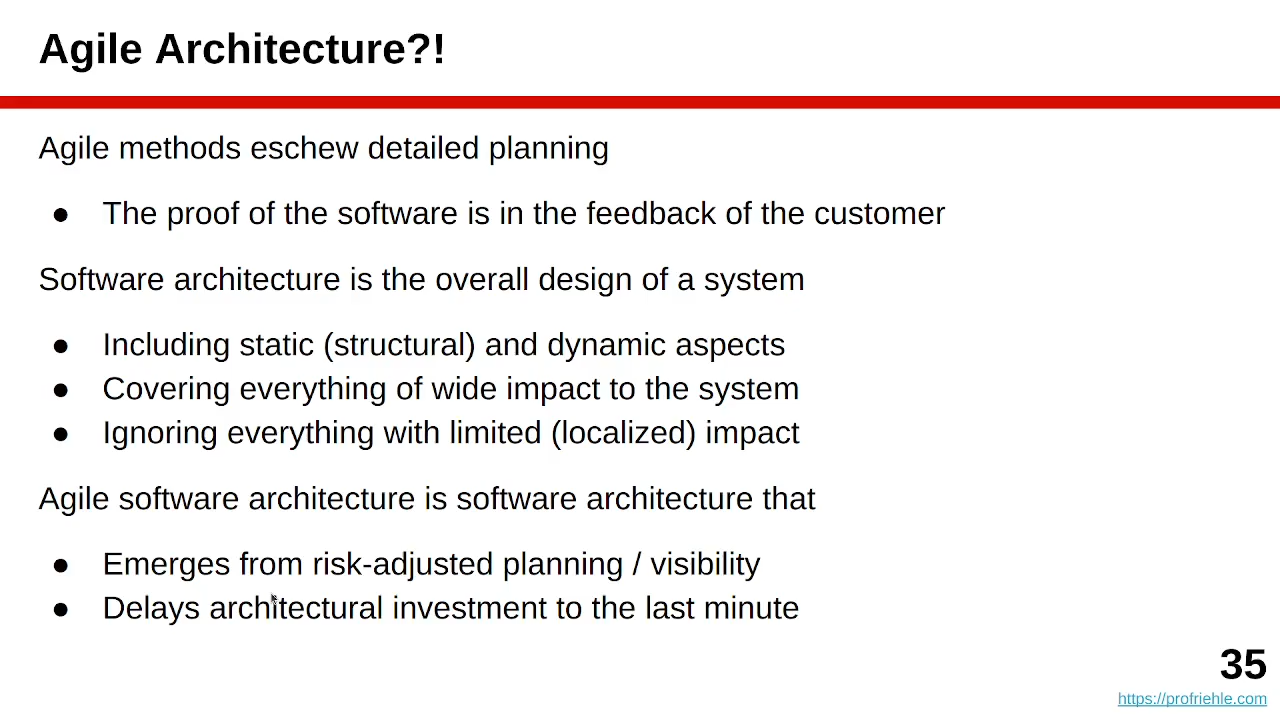 Agile Architecture?!
Agile methods eschew detailed planning
● The proof of the software is in the feedback of the customer
Software architecture is the overall design of a system
● Including static (structural) and dynamic aspects
● Covering everything of wide impact to the system
● Ignoring everything with limited (localized) impact
Agile software architecture is software architecture that
● Emerges from risk-adjusted planning / visibility
● Delays architectural investment to the last minute
35
https://profriehle.com